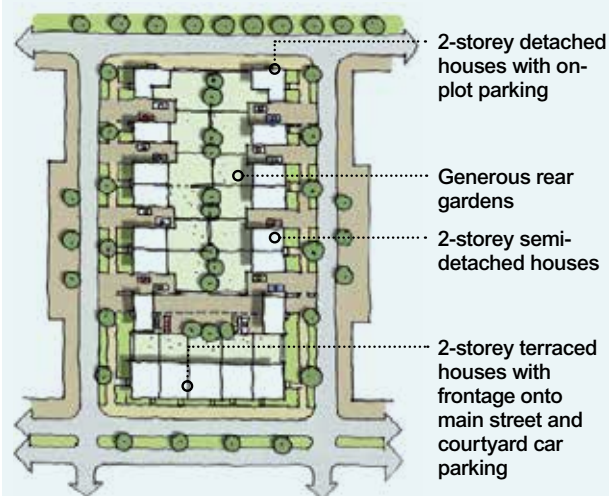 2-storey detached
houses with on-
plot parking
Generous rear
gardens
2-storey semi-
detached houses
2-storey terraced
houses with
frontage onto
main street and
courtyard car
parking